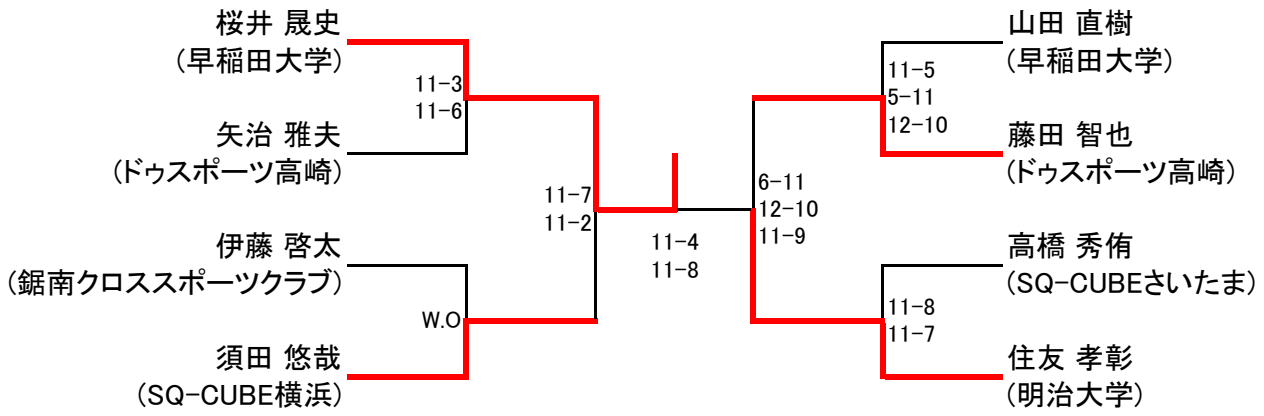 桜井 晃史
(早稲田大学)
11-3
11-6
矢治 雅夫
(ドゥスポーツ高崎)
11-7
11-2
伊藤 啓太
(鋸南クロススポーツクラブ)
W.O
須田 悠哉
(SQ-CUBE横浜)
11-4
11-8
山田 直樹
(早稲田大学)
11-5
5-11
12-10
藤田 智也
(ドゥスポーツ高崎)
6-11
12-10
11-9
高橋 秀侑
(SQ-CUBEさいたま)
11-8
11-7
住友 孝彰
(明治大学)